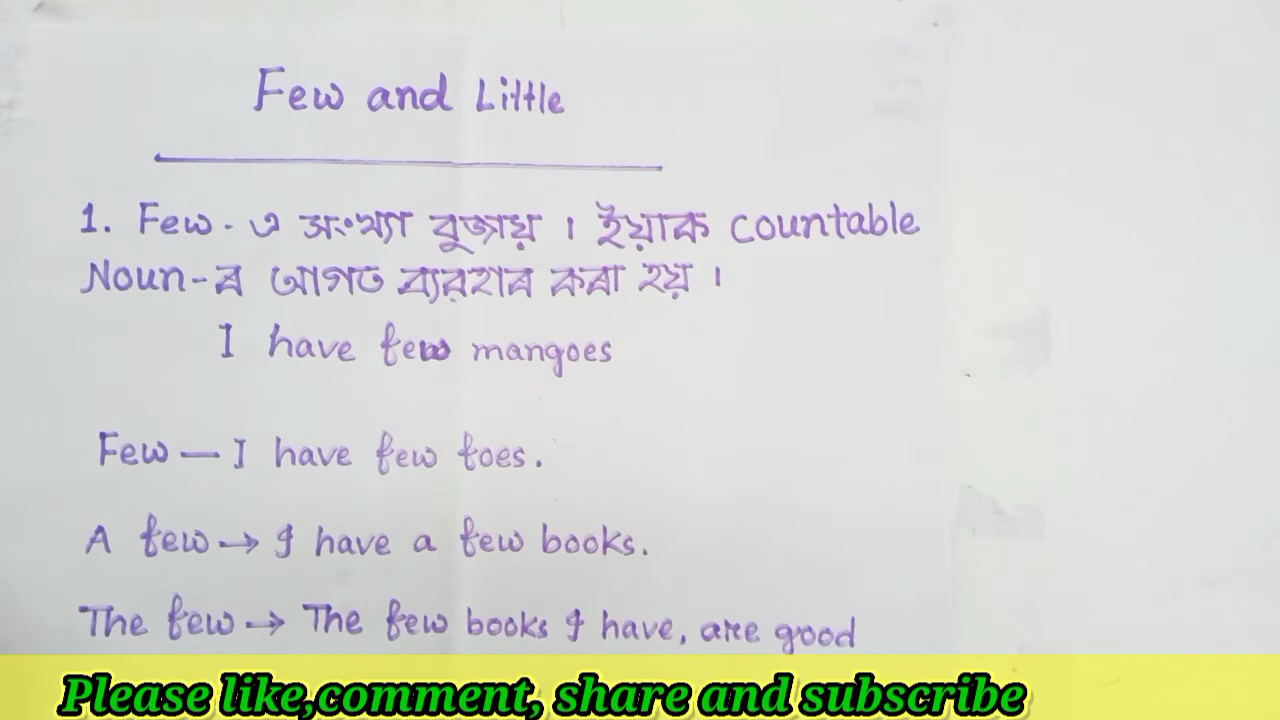 Few and Little
1. Few - এ সংখ্যা বুজায় । ইয়াক countable
Noun-ৰ আগত ব্যৱহাৰ কৰা হয় ।
I have few mangoes
Few — I have few foes.
A few → I have a few books.
The few → The few books I have, are good
Please like,comment, share and subscribe